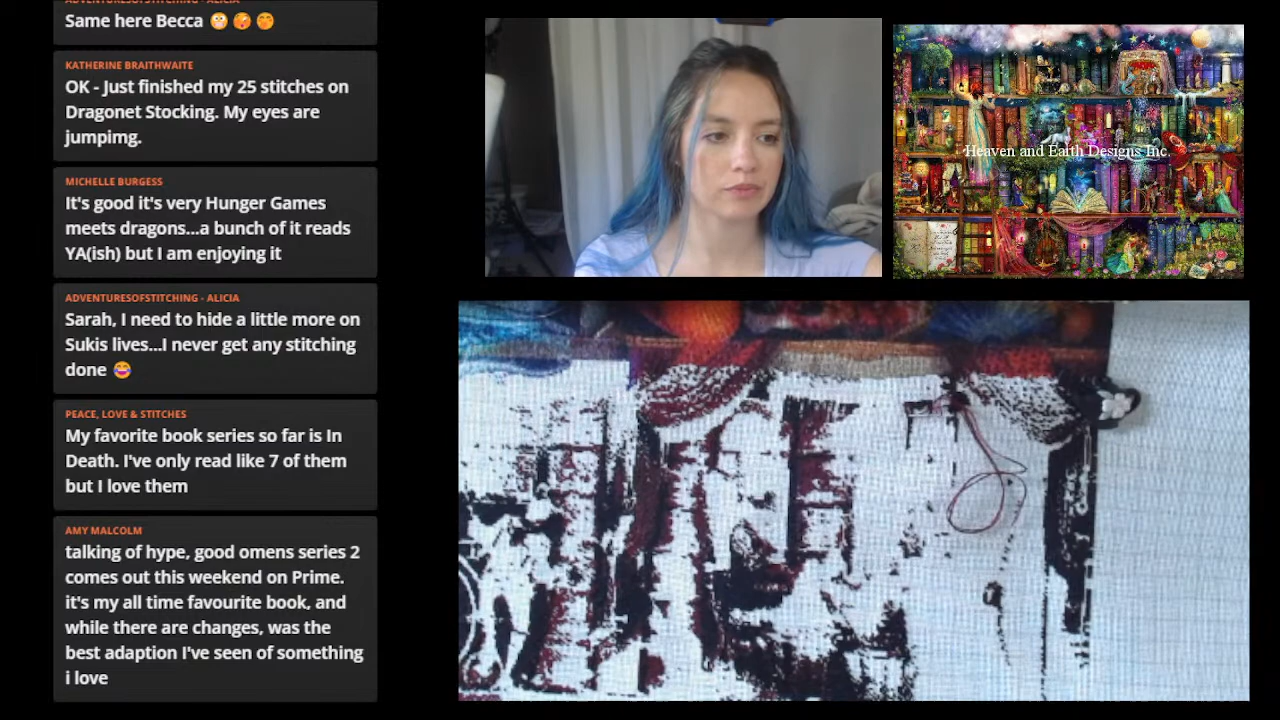 ADVENTURESOFSTITCHING - ALICIA
Same here Becca 😳 🥵 🤭
KATHERINE BRAITHWAITE
OK - Just finished my 25 stitches on
Dragonet Stocking. My eyes are
jumpimg.
MICHELLE BURGESS
It's good it's very Hunger Games
meets dragons...a bunch of it reads
YA(ish) but I am enjoying it
ADVENTURESOFSTITCHING - ALICIA
Sarah, I need to hide a little more on
Sukis lives...I never get any stitching
done 😂
PEACE, LOVE & STITCHES
My favorite book series so far is In
Death. I've only read like 7 of them
but I love them
AMY MALCOLM
talking of hype, good omens series 2
comes out this weekend on Prime.
it's my all time favourite book, and
while there are changes, was the
best adaption I've seen of something
i love
Heaven and Earth Designs Inc.